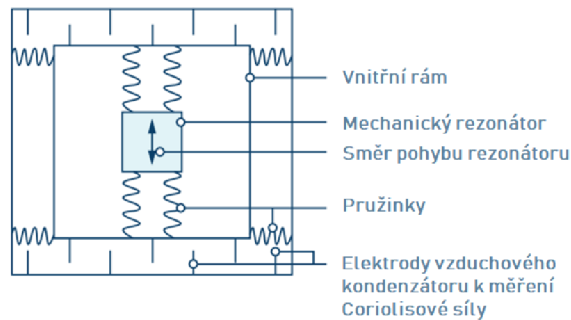 Vnitřní rám
Mechanický rezonátor
Směr pohybu rezonátoru
Pružinky
Elektrody vzduchového
kondenzátoru k měření
Coriolisové síly